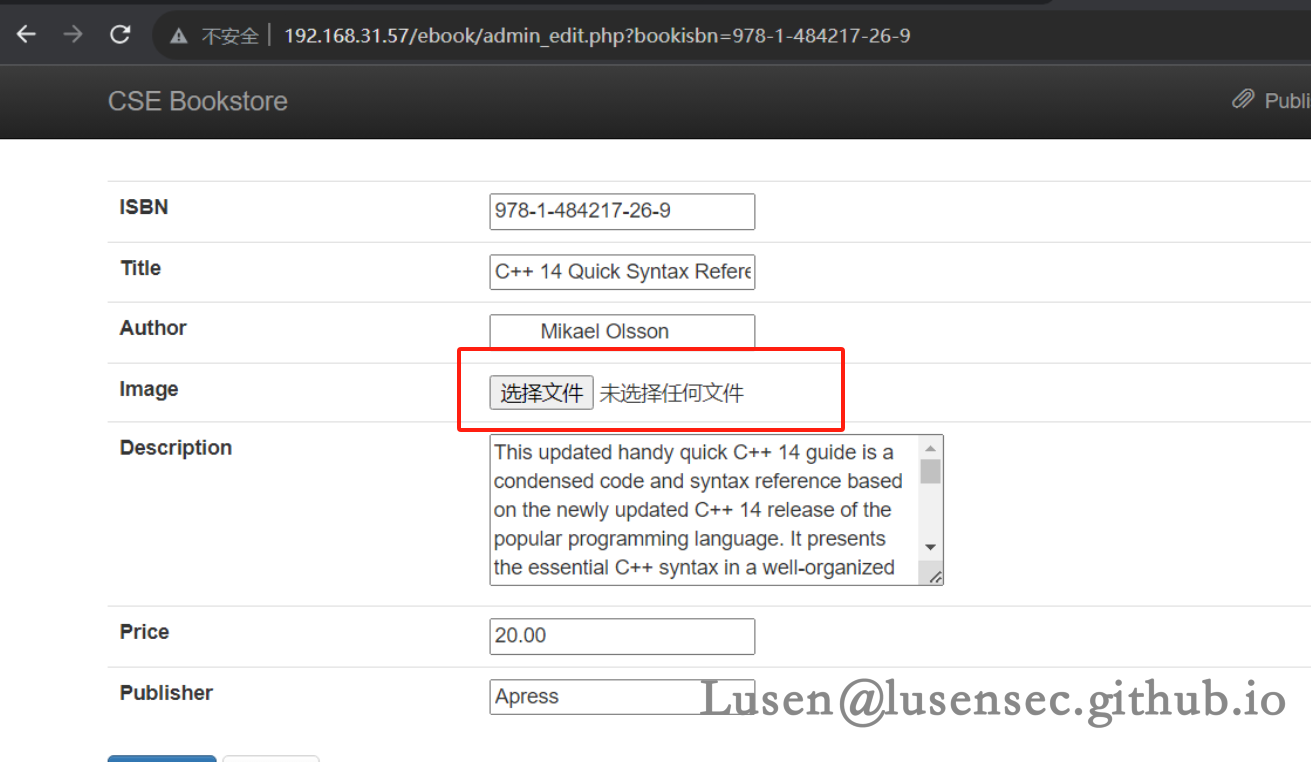 不安全 192.168.31.57/ebook/admin_edit.php?bookisbn=978-1-484217-26-9
CSE Bookstore
ISBN 978-1-484217-26-9
Title C++ 14 Quick Syntax
Author Mikael Olsson
Image 选择文件 未选择任何文件
Description This updated handy quick C++ 14 guide is a
condensed code and syntax reference based
on the newly updated C++ 14 release of the
popular programming language. It presents
the essential C++ syntax in a well-organized
Price 20.00
Publisher Apress
Lusen@lusensec.github.io